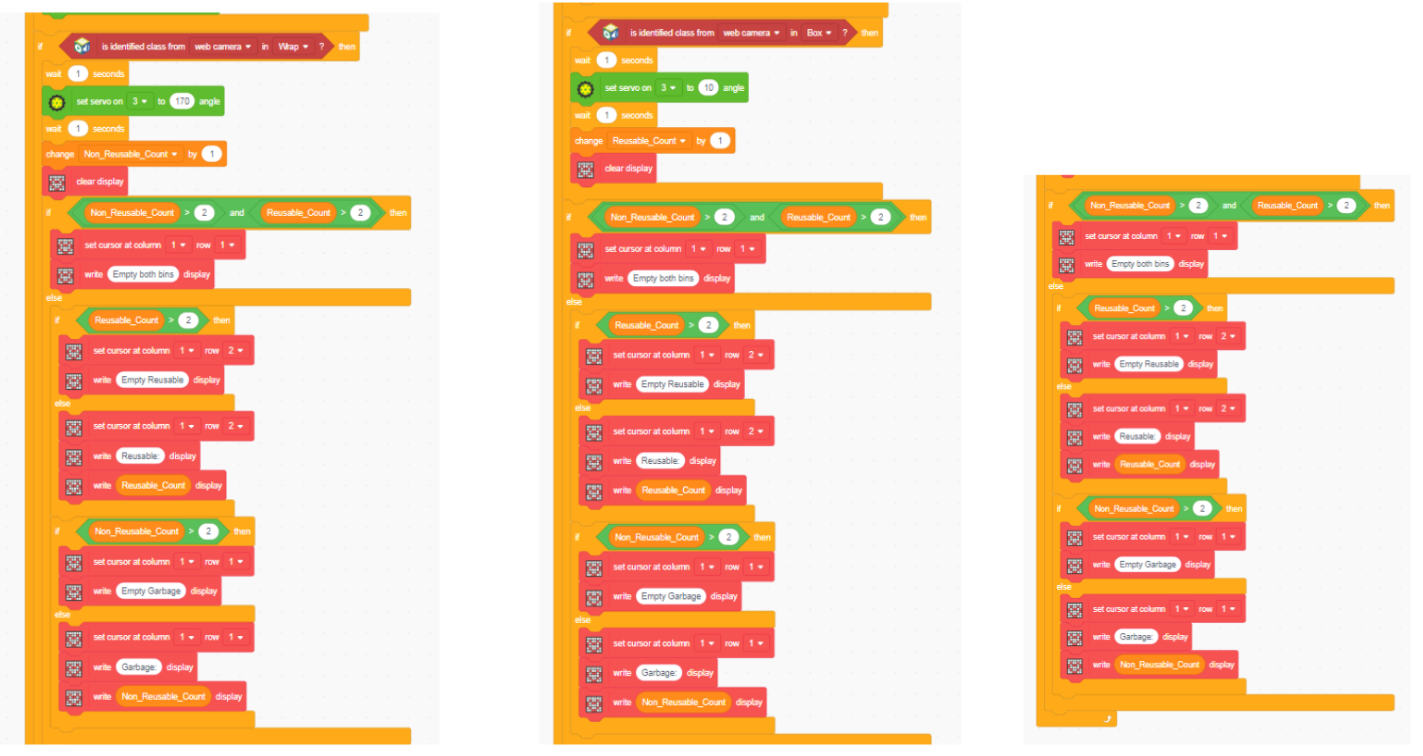 if is identified class from web camera in Wrap ? then
wait 1 seconds
set servo on 3 to 170 angle
wait 1 seconds
change Non_Reusable_Count by 1
clear display
if Non_Reusable_Count > 2 and Reusable_Count > 2 then
set cursor at column 1 row 1
write Empty both bins display
else
if Reusable_Count > 2 then
set cursor at column 1 row 2
write Empty Reusable display
else
set cursor at column 1 row 2
write Reusable: display
write Reusable_Count display
if Non_Reusable_Count > 2 then
set cursor at column 1 row 1
write Empty Garbage display
else
set cursor at column 1 row 1
write Garbage: display
write Non_Reusable_Count display
if is identified class from web camera in Box ? then
wait 1 seconds
set servo on 3 to 10 angle
wait 1 seconds
change Reusable_Count by 1
clear display
if Non_Reusable_Count > 2 and Reusable_Count > 2 then
set cursor at column 1 row 1
write Empty both bins display
else
if Reusable_Count > 2 then
set cursor at column 1 row 2
write Empty Reusable display
else
set cursor at column 1 row 2
write Reusable: display
write Reusable_Count display
if Non_Reusable_Count > 2 then
set cursor at column 1 row 1
write Empty Garbage display
else
set cursor at column 1 row 1
write Garbage: display
write Non_Reusable_Count display
if Non_Reusable_Count > 2 and Reusable_Count > 2 then
set cursor at column 1 row 1
write Empty both bins display
else
if Reusable_Count > 2 then
set cursor at column 1 row 2
write Empty Reusable display
else
set cursor at column 1 row 2
write Reusable: display
write Reusable_Count display
if Non_Reusable_Count > 2 then
set cursor at column 1 row 1
write Empty Garbage display
else
set cursor at column 1 row 1
write Garbage: display
write Non_Reusable_Count display